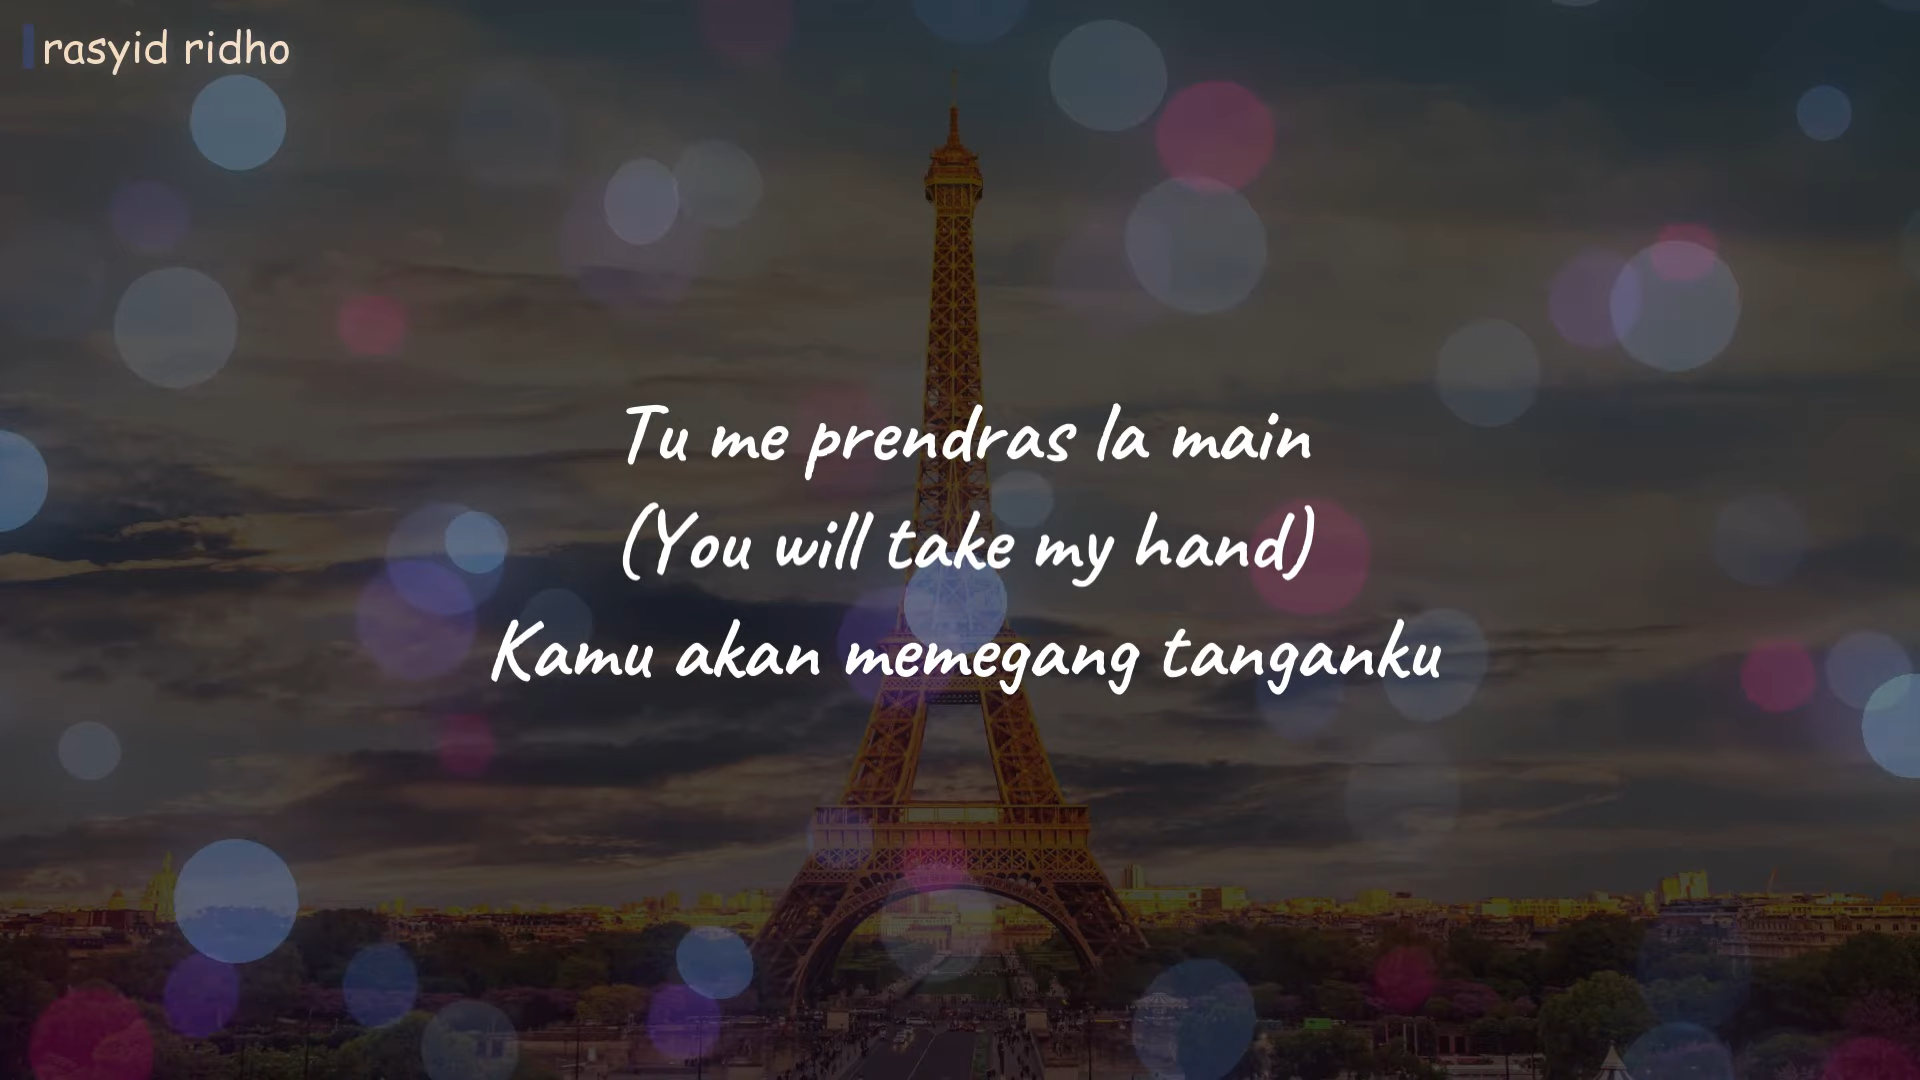 rasyid ridho
Tu me prendras la main
(You will take my hand)
Kamu akan memegang tanganku